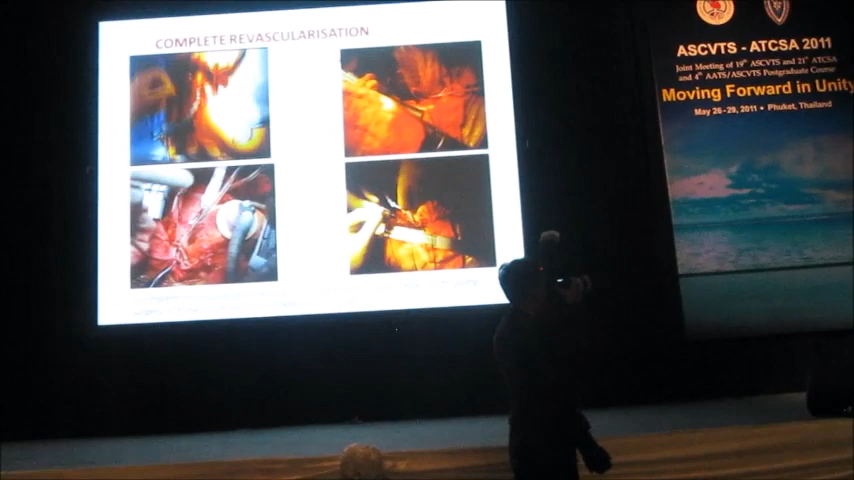 COMPLETE REVASCULARISATION
ASCVTS - ATCSA 2011
Joint Meeting of 19th ASCVTS and 21st ATCSA
and 4th AATS/ASCVTS Postgraduate Course
Moving Forward in Unity
May 26-29, 2011 • Phuket, Thailand